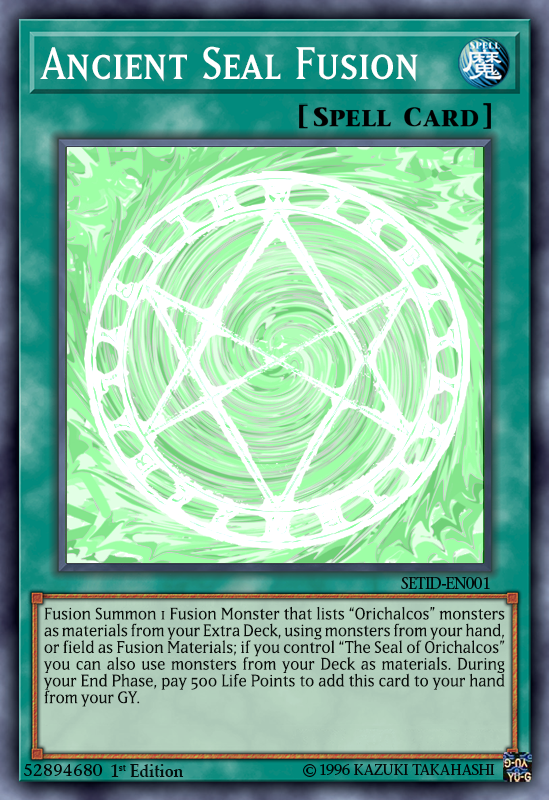 Ancient Seal Fusion
SPELL
魔
[Spell Card]
SETID-EN001
Fusion Summon 1 Fusion Monster that lists “Orichalcos” monsters
as materials from your Extra Deck, using monsters from your hand,
or field as Fusion Materials; if you control “The Seal of Orichalcos”
you can also use monsters from your Deck as materials. During
your End Phase, pay 500 Life Points to add this card to your hand
from your GY.
52894680 1st Edition
© 1996 KAZUKI TAKAHASHI